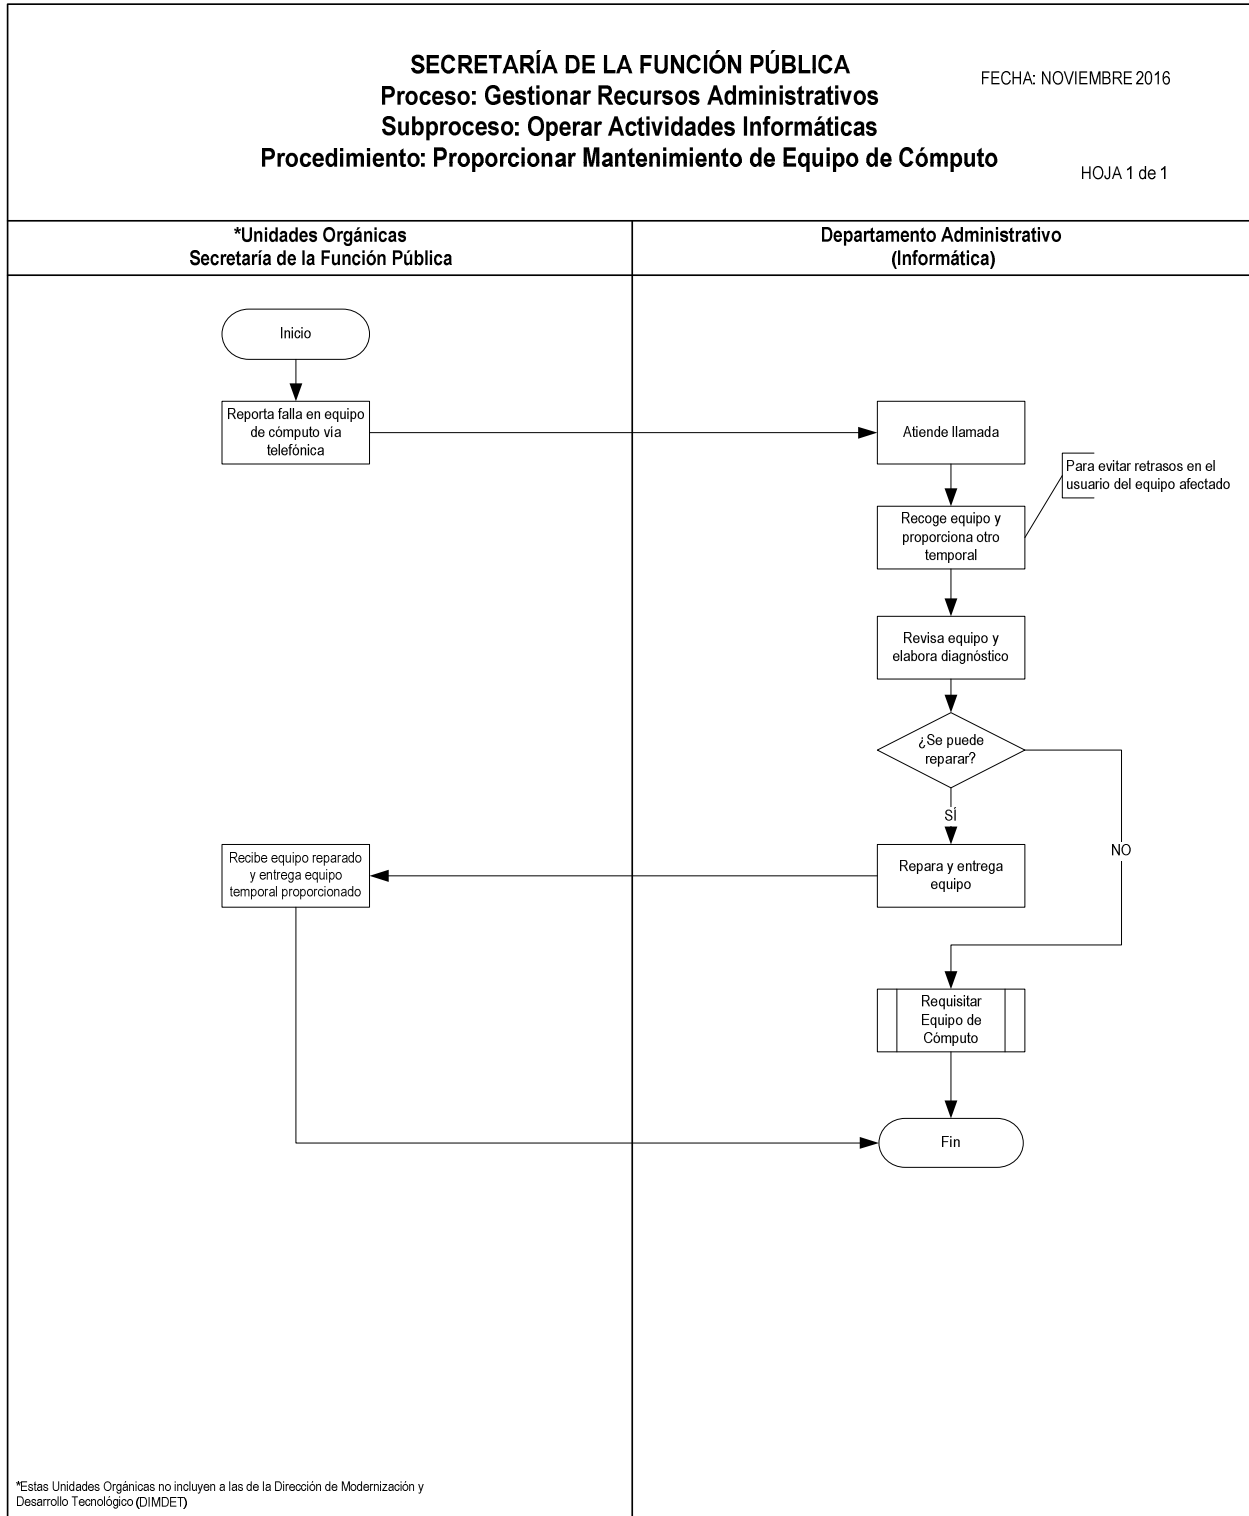 SECRETARÍA DE LA FUNCIÓN PÚBLICA
FECHA: NOVIEMBRE 2016
Proceso: Gestionar Recursos Administrativos
Subproceso: Operar Actividades Informáticas
Procedimiento: Proporcionar Mantenimiento de Equipo de Cómputo
HOJA 1 de 1
*Unidades Orgánicas
Secretaría de la Función Pública
Departamento Administrativo
(Informática)
Inicio
Reporta falla en equipo
de cómputo vía
telefónica
Atiende llamada
Para evitar retrasos en el
usuario del equipo afectado
Recoge equipo y
proporciona otro
temporal
Revisa equipo y
elabora diagnóstico
¿Se puede
reparar?
SÍ
NO
Repara y entrega
equipo
Recibe equipo reparado
y entrega equipo
temporal proporcionado
Requisitar
Equipo de
Cómputo
Fin
*Estas Unidades Orgánicas no incluyen a las de la Dirección de Modernización y
Desarrollo Tecnológico (DIMDET)